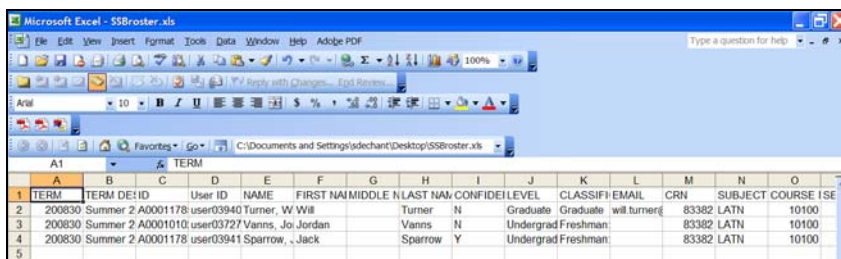 Microsoft Excel - SSBroster.xls
File Edit View Insert Format Tools Data Window Help Adobe PDF Type a question for help
100%
Reply with Changes... End Review...
Arial 10 B I U $ % ,
Favorites Go C:\Documents and Settings\sdechant\Desktop\SSBroster.xls
A1 fx TERM
A B C D E F G H I J K L M N O
1 TERM TERM DES ID User ID NAME FIRST NAM MIDDLE N LAST NAM CONFIDEI LEVEL CLASSIFI EMAIL CRN SUBJECT COURSE I SE
2 200830 Summer 2 A0001178 user03940 Turner, W Will Turner N Graduate Graduate will.turner@ 83382 LATN 10100
3 200830 Summer 2 A0001010 user03727 Vanns, Jo Jordan Vanns N Undergrad Freshman 83382 LATN 10100
4 200830 Summer 2 A0001178 user03941 Sparrow, Jack Sparrow Y Undergrad Freshman 83382 LATN 10100
5